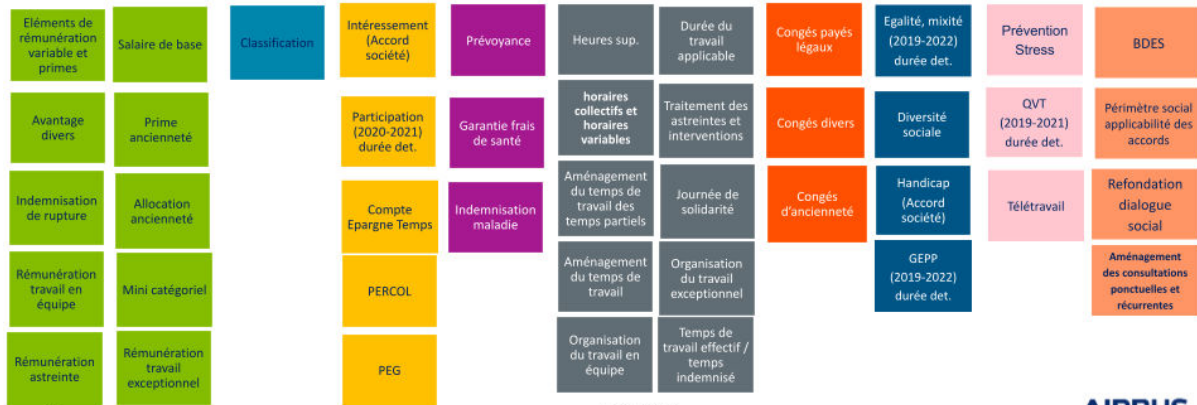 Eléments de
rémunération
variable et
primes
Salaire de base
Classification
Intéressement
(Accord
société)
Prévoyance
Heures sup.
Durée du
travail
applicable
Congés payés
légaux
Egalité, mixité
(2019-2022)
durée det.
Prévention
Stress
BDES
Avantage
divers
Prime
ancienneté
Participation
(2020-2021)
durée det.
Garantie frais
de santé
horaires
collectifs et
horaires
variables
Traitement des
astreintes et
interventions
Congés divers
Diversité
sociale
QVT
(2019-2021)
durée det.
Périmètre social
applicabilité des
accords
Indemnisation
de rupture
Allocation
ancienneté
Compte
Epargne Temps
Indemnisation
maladie
Aménagement
du temps de
travail des
temps partiels
Journée de
solidarité
Congés
d'ancienneté
Handicap
(Accord
société)
Télétravail
Refondation
dialogue
social
Rémunération
travail en
équipe
Mini catégoriel
PERCOL
Aménagement
du temps de
travail
Organisation
du travail
exceptionnel
GEPP
(2019-2022)
durée det.
Aménagement
des consultations
ponctuelles et
récurrentes
Rémunération
astreinte
Rémunération
travail
exceptionnel
PEG
Organisation
du travail en
équipe
Temps de
travail effectif /
temps
indemnisé
AIRBUS